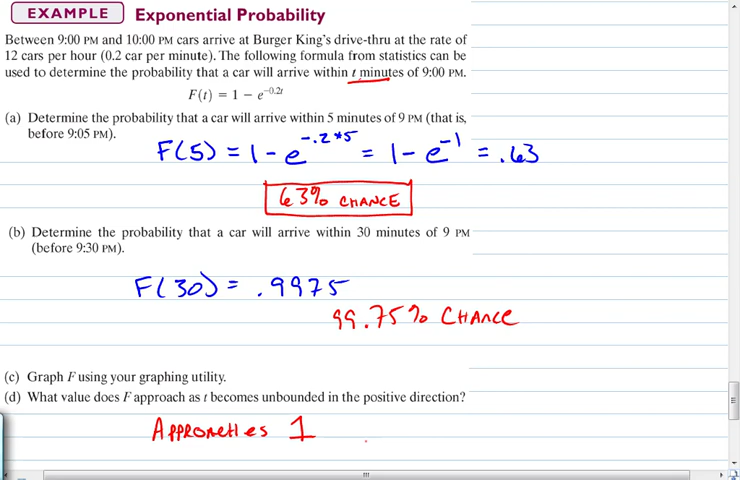 EXAMPLE Exponential Probability
Between 9:00 PM and 10:00 PM cars arrive at Burger King's drive-thru at the rate of
12 cars per hour (0.2 car per minute). The following formula from statistics can be
used to determine the probability that a car will arrive within t minutes of 9:00 PM.
F(t) = 1 − e^−0.2t
(a) Determine the probability that a car will arrive within 5 minutes of 9 PM (that is,
before 9:05 PM).
F(5) = 1 − e^−.2*5 = 1 − e^−1 = .63
63% CHANCE
(b) Determine the probability that a car will arrive within 30 minutes of 9 PM
(before 9:30 PM).
F(30) = .9975
99.75% CHANCE
(c) Graph F using your graphing utility.
(d) What value does F approach as t becomes unbounded in the positive direction?
APPROACHES 1